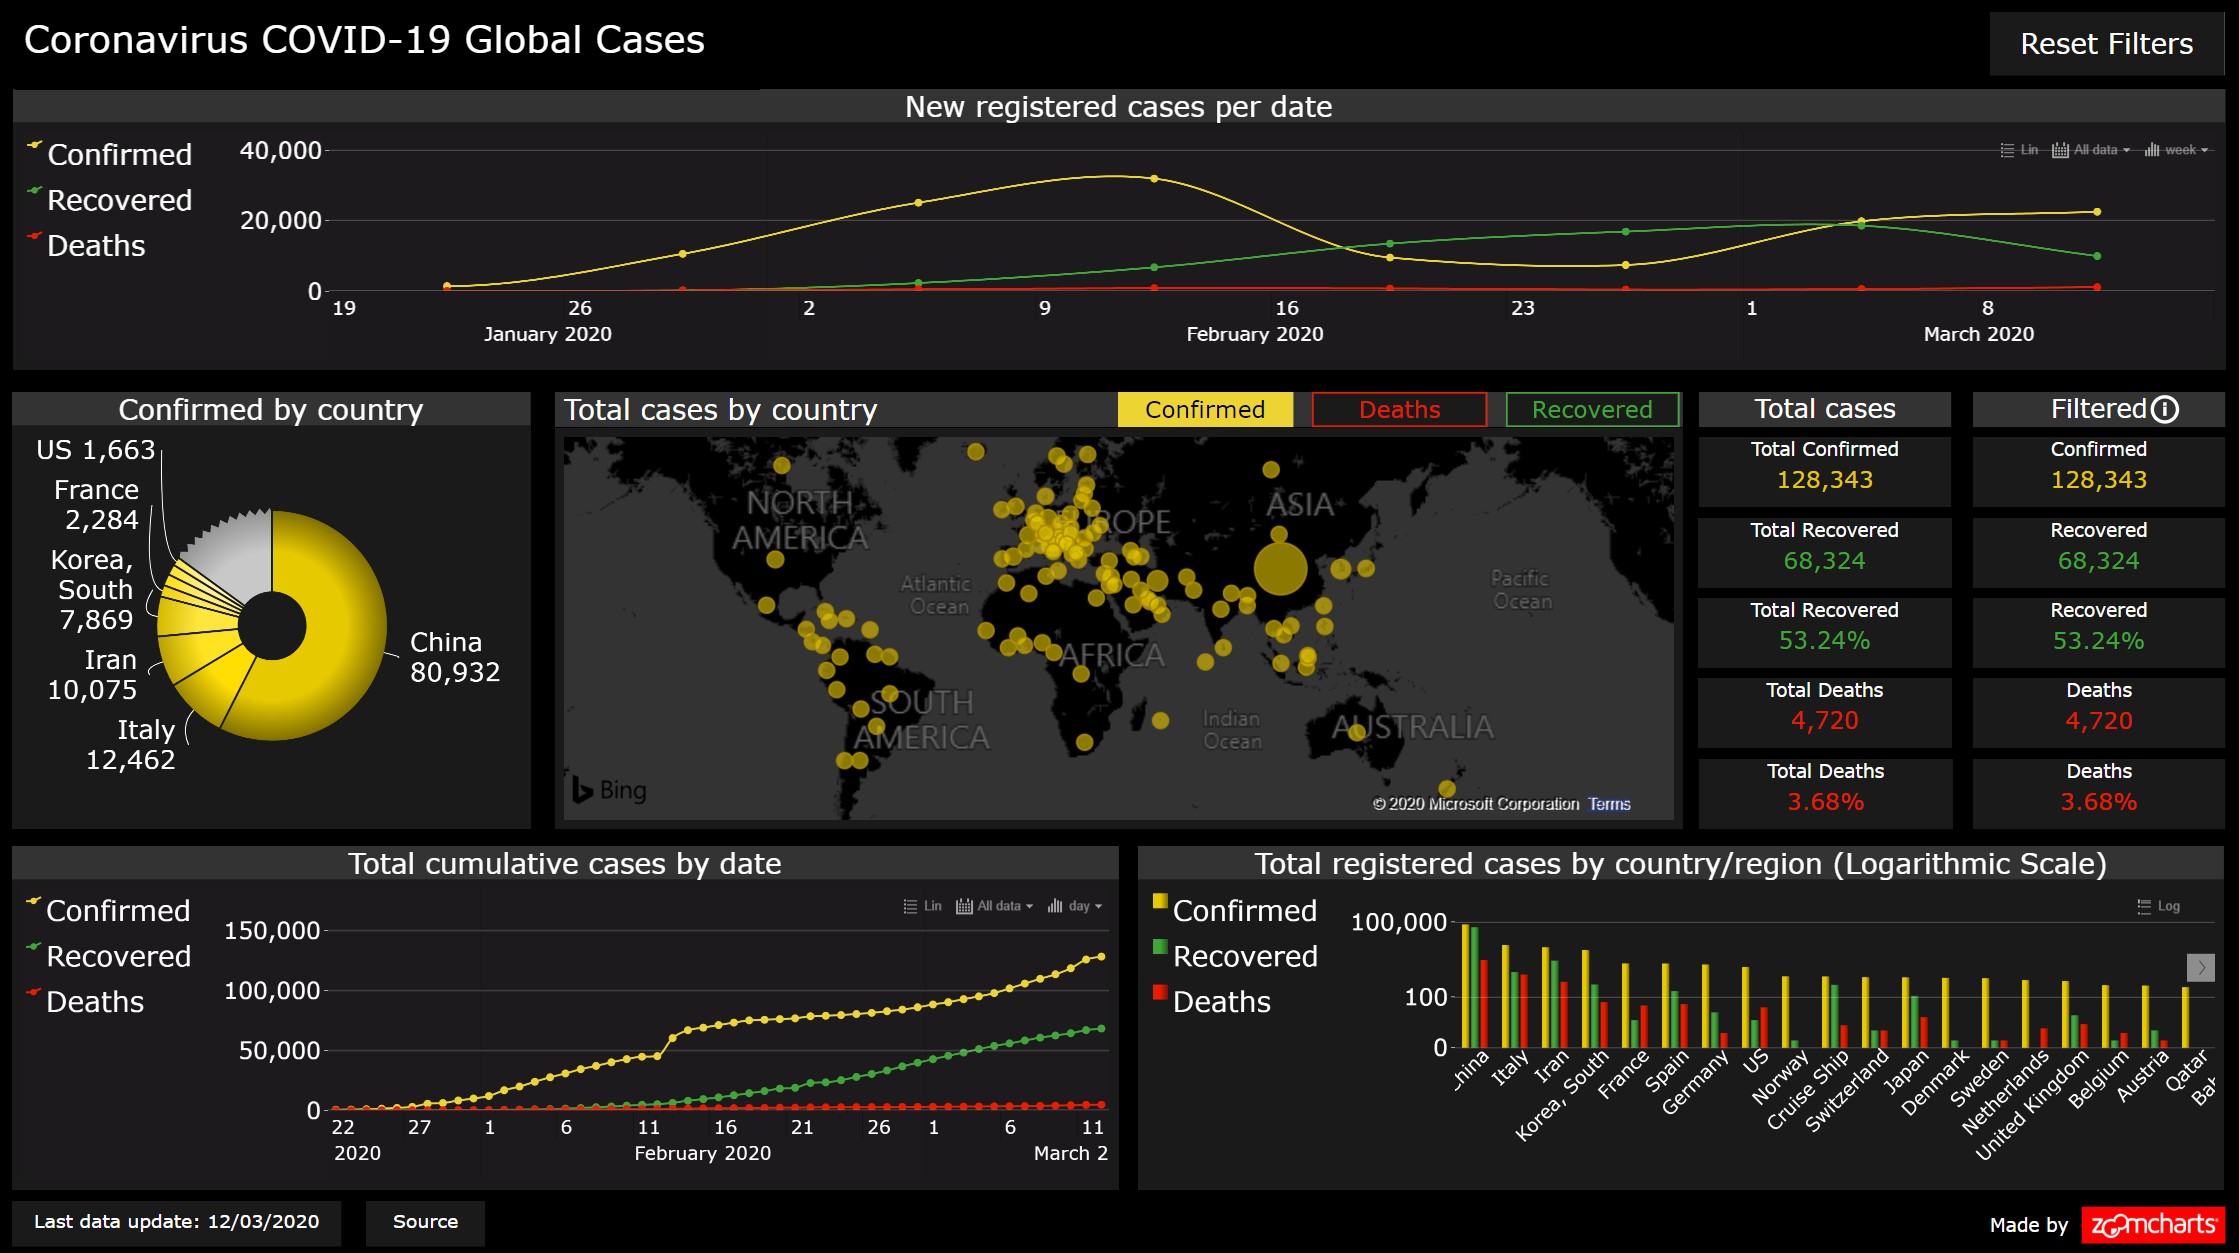 Coronavirus COVID-19 Global Cases
Reset Filters
New registered cases per date
Confirmed
Recovered
Deaths
Lin All data week
40,000
20,000
0
19 26 2 9 16 23 1 8
January 2020 February 2020 March 2020
Confirmed by country
US 1,663
France
2,284
Korea,
South
7,869
Iran
10,075
Italy
12,462
China
80,932
Total cases by country
Confirmed
Deaths
Recovered
NORTH
AMERICA
EUROPE
ASIA
Atlantic
Ocean
Pacific
Ocean
AFRICA
SOUTH
AMERICA
Indian
Ocean
AUSTRALIA
Bing
© 2020 Microsoft Corporation Terms
Total cases
Total Confirmed
128,343
Total Recovered
68,324
Total Recovered
53.24%
Total Deaths
4,720
Total Deaths
3.68%
Filtered
Confirmed
128,343
Recovered
68,324
Recovered
53.24%
Deaths
4,720
Deaths
3.68%
Total cumulative cases by date
Confirmed
Recovered
Deaths
Lin All data day
150,000
100,000
50,000
0
22 27 1 6 11 16 21 26 1 6 11
2020 February 2020 March 2
Total registered cases by country/region (Logarithmic Scale)
Confirmed
Recovered
Deaths
Log
100,000
100
0
hina
Italy
Iran
Korea, South
France
Spain
Germany
US
Norway
Cruise Ship
Switzerland
Japan
Denmark
Sweden
Netherlands
United Kingdom
Belgium
Austria
Qatar
Bah
Last data update: 12/03/2020
Source
Made by
zoomcharts